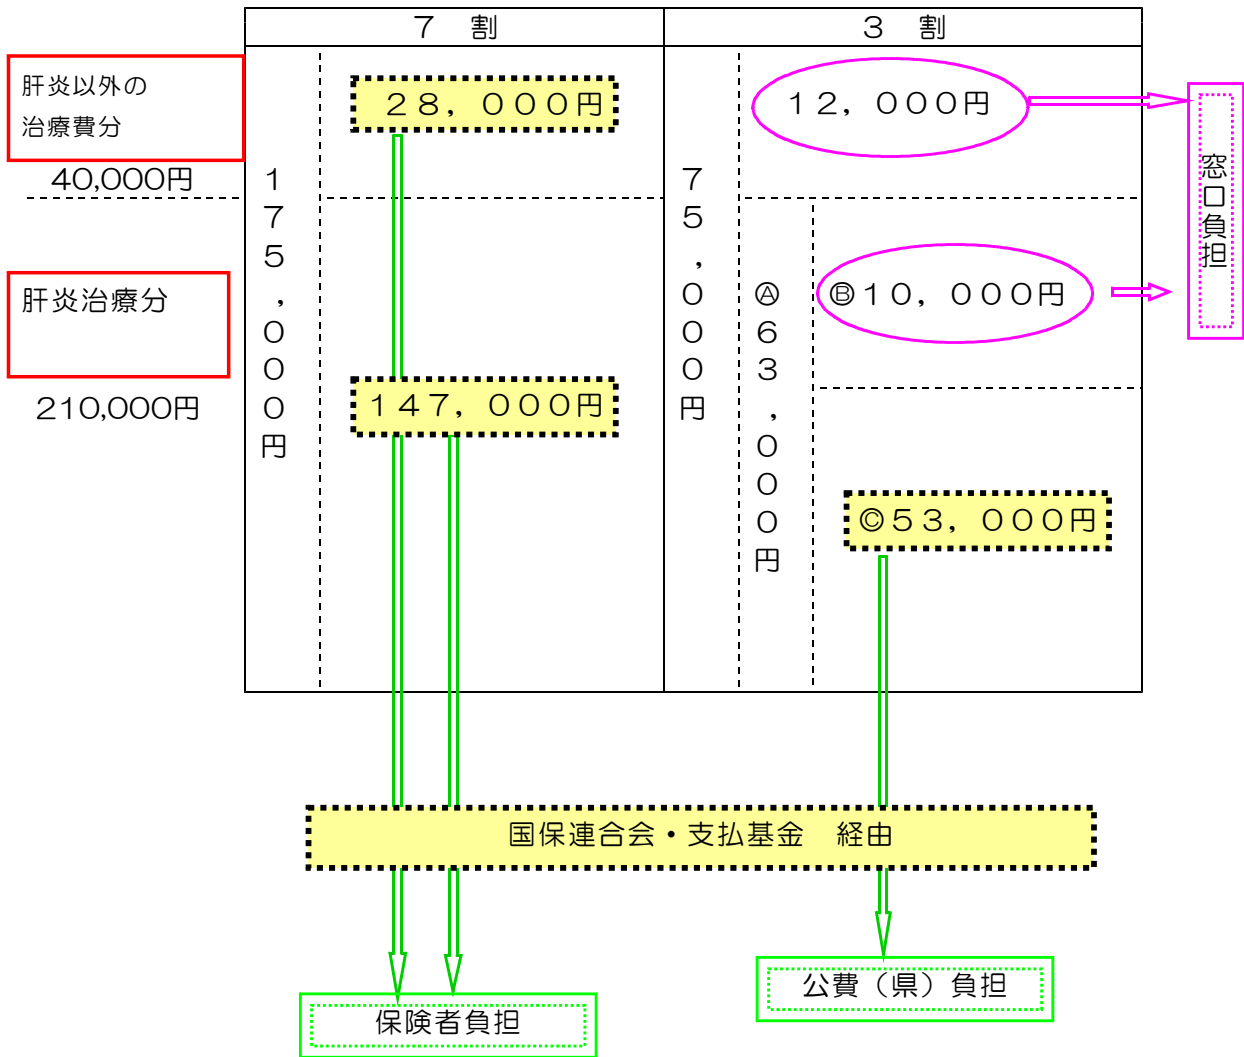 ７　割
３　割
肝炎以外の
治療費分
40,000円
２８，０００円
１２，０００円
窓口負担
１７５，０００円
７５，０００円
肝炎治療分
210,000円
１４７，０００円
Ⓐ６３，０００円
Ⓑ１０，０００円
©５３，０００円
国保連合会・支払基金　経由
公費（県）負担
保険者負担